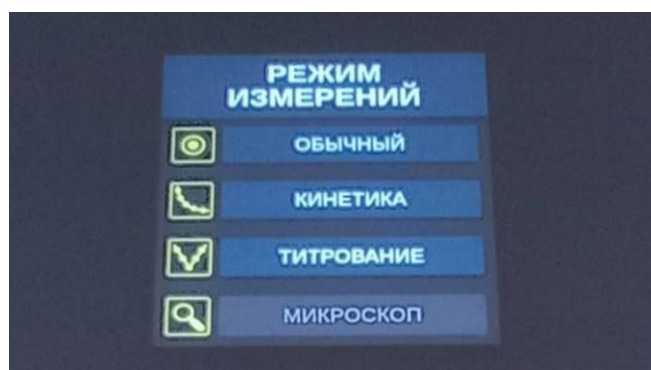 РЕЖИМ
ИЗМЕРЕНИЙ
ОБЫЧНЫЙ
КИНЕТИКА
ТИТРОВАНИЕ
МИКРОСКОП